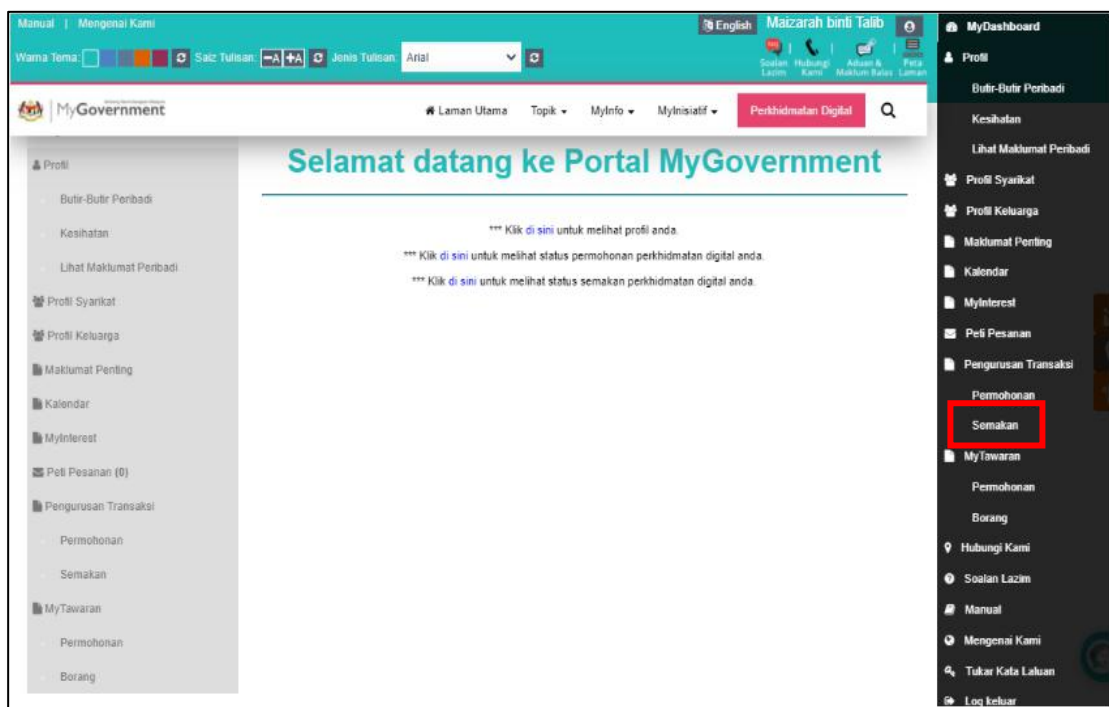 Manual | Mengenai Kami
English Maizarah binti Talib
Warna Tema: Saiz Tulisan: -A +A Jenis Tulisan: Arial
Soalan Lazim | Hubungi Kami | Aduan & Maklum Balas | Peta Laman
MyGovernment
Laman Utama Topik MyInfo MyInisiatif Perkhidmatan Digital
Profil
Butir-Butir Peribadi
Kesihatan
Lihat Maklumat Peribadi
Profil Syarikat
Profil Keluarga
Maklumat Penting
Kalendar
MyInterest
Peti Pesanan (0)
Pengurusan Transaksi
Permohonan
Semakan
MyTawaran
Permohonan
Borang
Selamat datang ke Portal MyGovernment
*** Klik di sini untuk melihat profil anda.
*** Klik di sini untuk melihat status permohonan perkhidmatan digital anda.
*** Klik di sini untuk melihat status semakan perkhidmatan digital anda.
MyDashboard
Profil
Butir-Butir Peribadi
Kesihatan
Lihat Maklumat Peribadi
Profil Syarikat
Profil Keluarga
Maklumat Penting
Kalendar
MyInterest
Peti Pesanan
Pengurusan Transaksi
Permohonan
Semakan
MyTawaran
Permohonan
Borang
Hubungi Kami
Soalan Lazim
Manual
Mengenai Kami
Tukar Kata Laluan
Log keluar